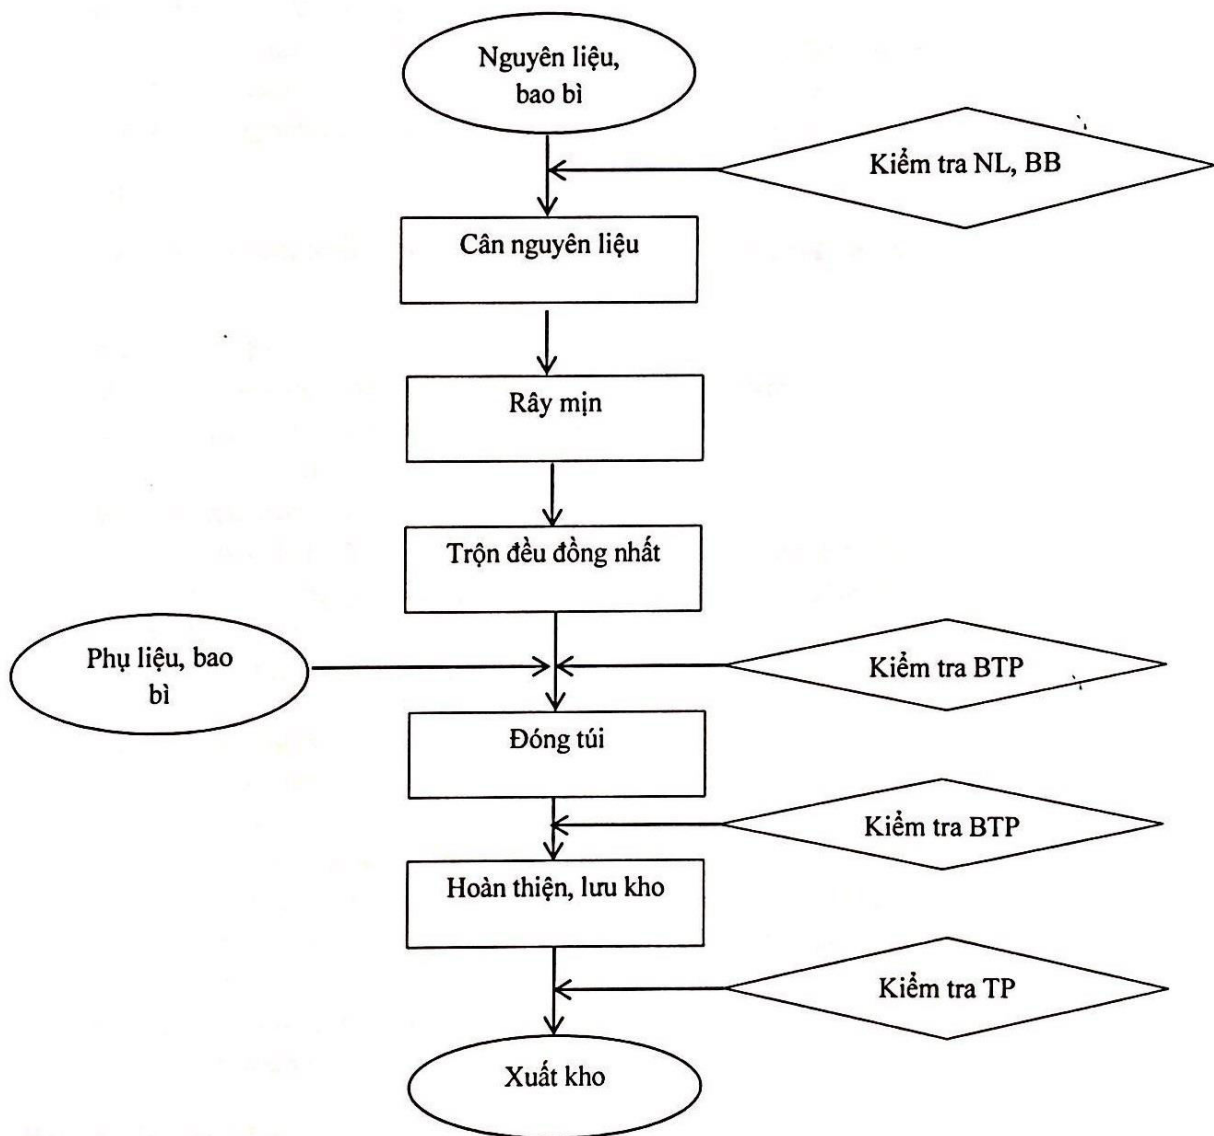 Nguyên liệu,
bao bì
Kiểm tra NL, BB
Cân nguyên liệu
Rây mịn
Trộn đều đồng nhất
Phụ liệu, bao
bì
Kiểm tra BTP
Đóng túi
Kiểm tra BTP
Hoàn thiện, lưu kho
Kiểm tra TP
Xuất kho